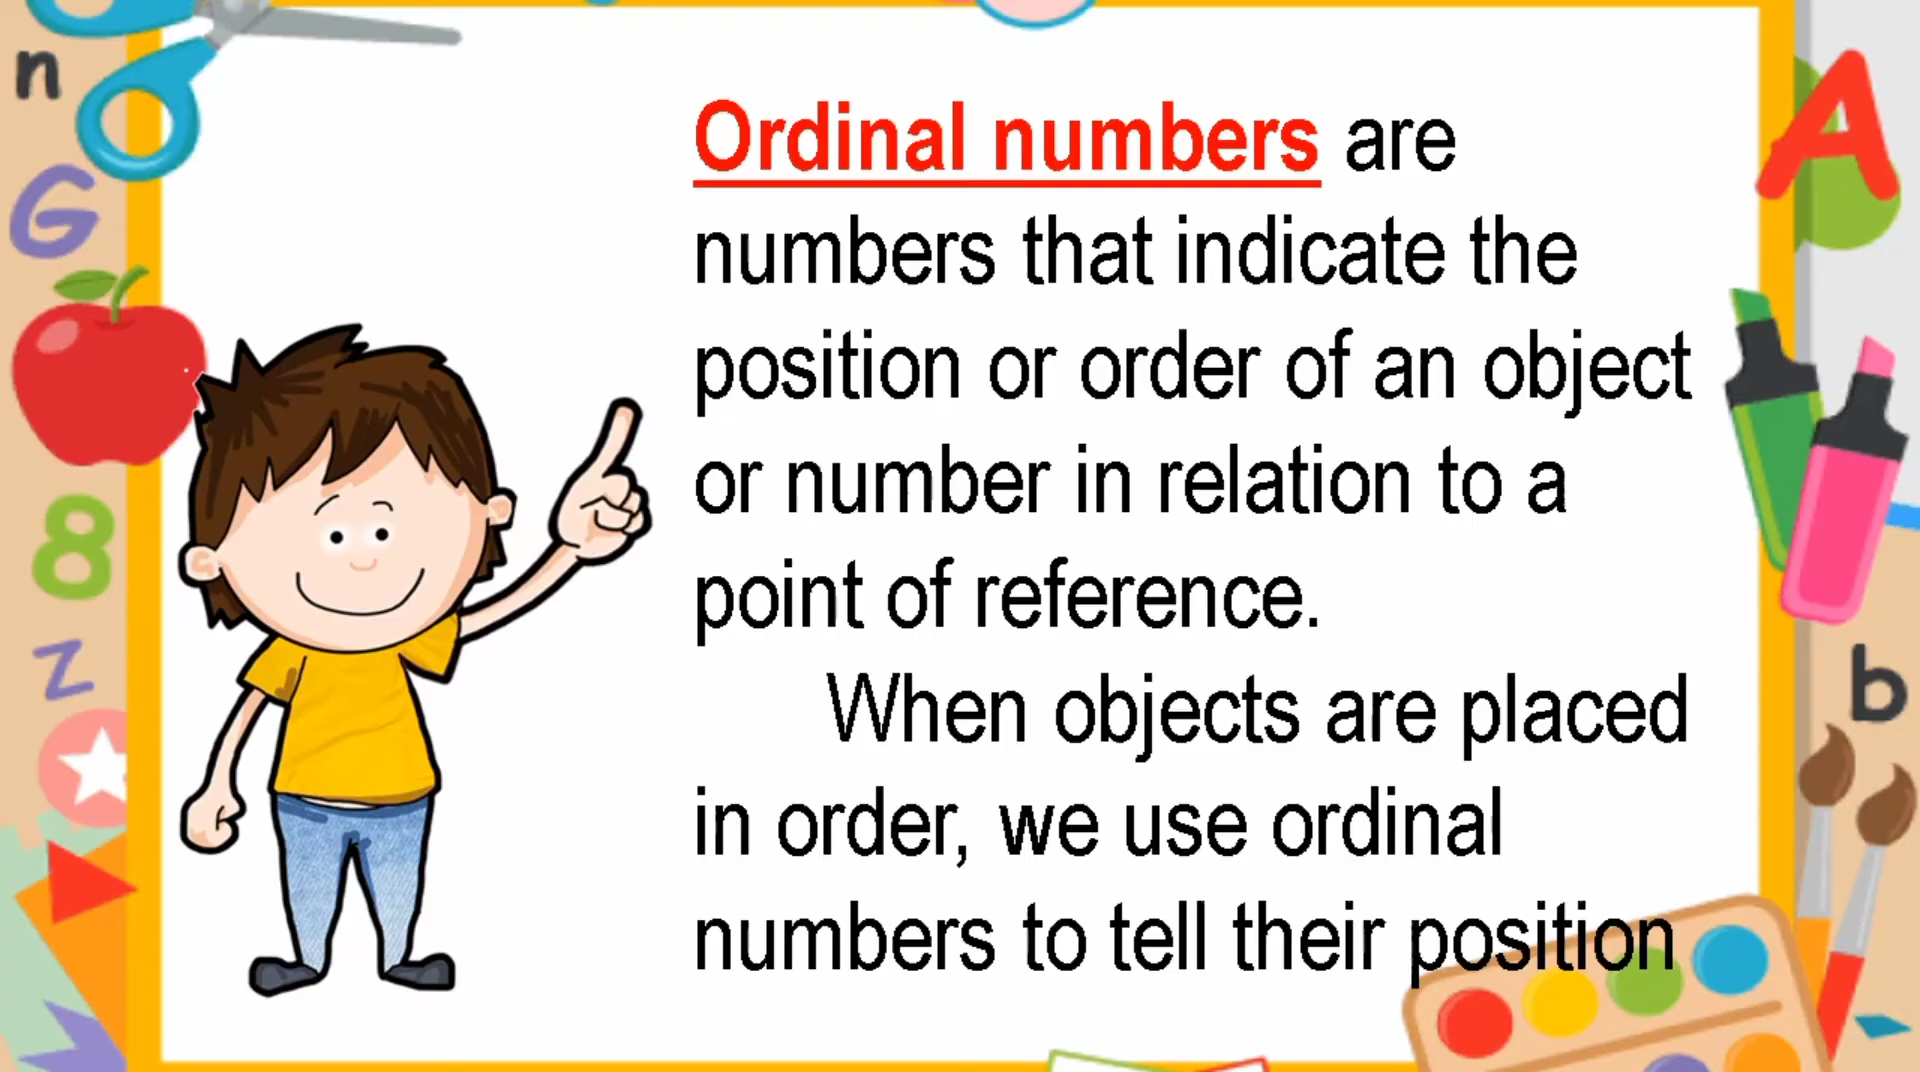 Ordinal numbers are
numbers that indicate the
position or order of an object
or number in relation to a
point of reference.
When objects are placed
in order, we use ordinal
numbers to tell their position
n
G
8
z
A
b